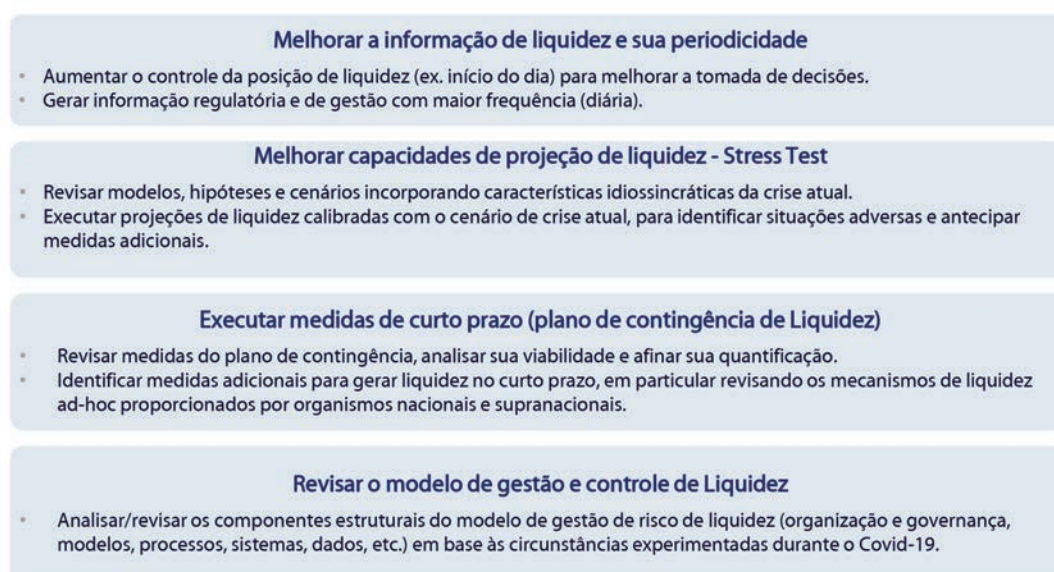 Melhorar a informação de liquidez e sua periodicidade
• Aumentar o controle da posição de liquidez (ex. início do dia) para melhorar a tomada de decisões.
• Gerar informação regulatória e de gestão com maior frequência (diária).
Melhorar capacidades de projeção de liquidez - Stress Test
• Revisar modelos, hipóteses e cenários incorporando características idiossincráticas da crise atual.
• Executar projeções de liquidez calibradas com o cenário de crise atual, para identificar situações adversas e antecipar
medidas adicionais.
Executar medidas de curto prazo (plano de contingência de Liquidez)
• Revisar medidas do plano de contingência, analisar sua viabilidade e afinar sua quantificação.
• Identificar medidas adicionais para gerar liquidez no curto prazo, em particular revisando os mecanismos de liquidez
ad-hoc proporcionados por organismos nacionais e supranacionais.
Revisar o modelo de gestão e controle de Liquidez
• Analisar/revisar os componentes estruturais do modelo de gestão de risco de liquidez (organização e governança,
modelos, processos, sistemas, dados, etc.) em base às circunstâncias experimentadas durante o Covid-19.